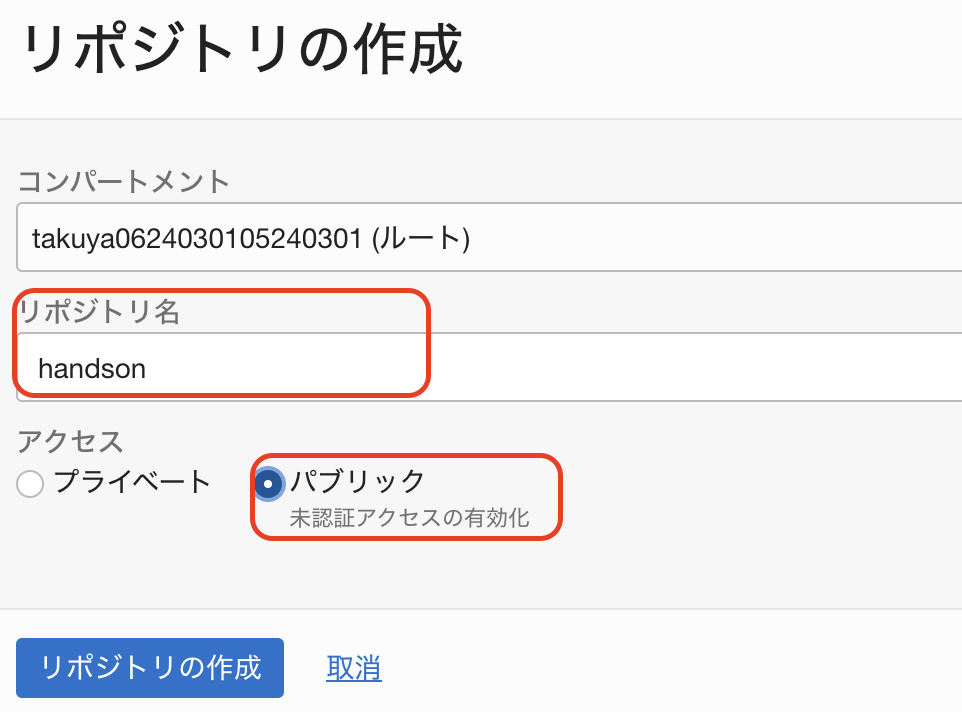 リポジトリの作成
コンパートメント
takuya0624030105240301 (ルート)
リポジトリ名
handson
アクセス
プライベート
パブリック
未認証アクセスの有効化
リポジトリの作成
取消